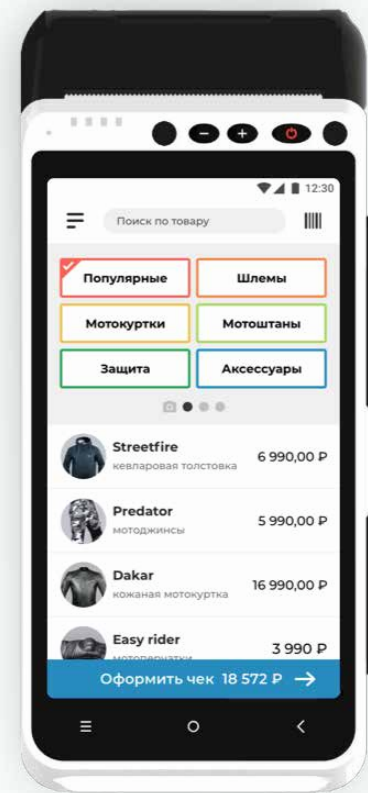 12:30
Поиск по товару
Популярные
Шлемы
Мотокуртки
Мотоштаны
Защита
Аксессуары
Streetfire
кевларовая толстовка
6 990,00 ₽
Predator
мотоджинсы
5 990,00 ₽
Dakar
кожаная мотокуртка
16 990,00 ₽
Easy rider
мотоперчатки
3 990 ₽
Оформить чек 18 572 ₽